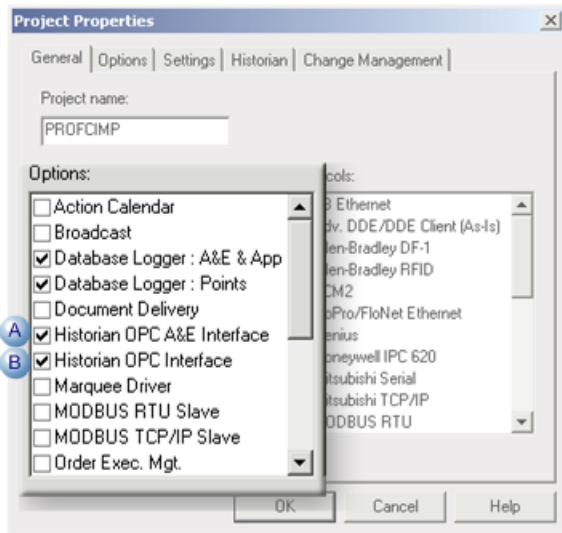 Project Properties
General Options Settings Historian Change Management
Project name:
PROFCIMP
Options:
Action Calendar
Broadcast
Database Logger : A&E & App
Database Logger : Points
Document Delivery
A Historian OPC A&E Interface
B Historian OPC Interface
Marquee Driver
MODBUS RTU Slave
MODBUS TCP/IP Slave
Order Exec. Mgt.
cols:
Ethernet
dv. DDE/DDE Client (As-Is)
len-Bradley DF-1
len-Bradley RFID
CM2
oPro/FloNet Ethernet
enius
oneywell IPC 620
itsubishi Serial
itsubishi TCP/IP
ODBUS RTU
OK Cancel Help